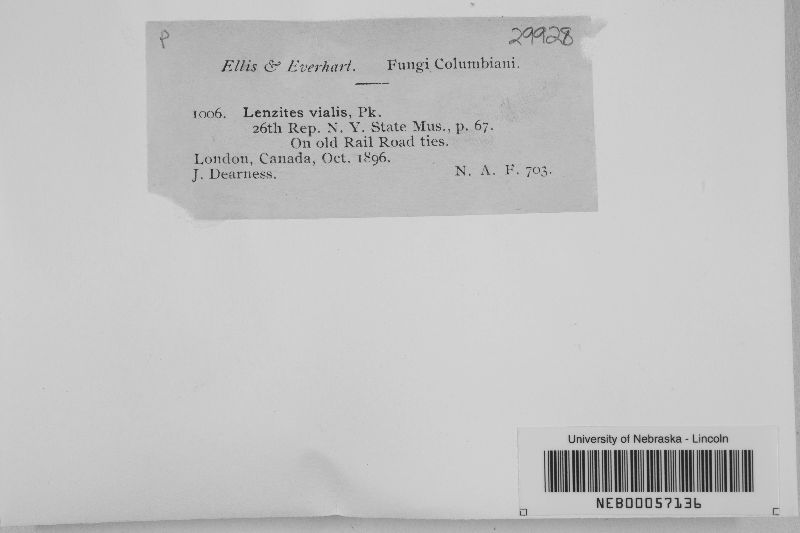 P
29928
Ellis & Everhart. Fungi Columbiani.
1006. Lenzites vialis, Pk.
26th Rep. N. Y. State Mus., p. 67.
On old Rail Road ties.
London, Canada, Oct. 1896.
J. Dearness. N. A. F. 703.
University of Nebraska - Lincoln
NEB00057136